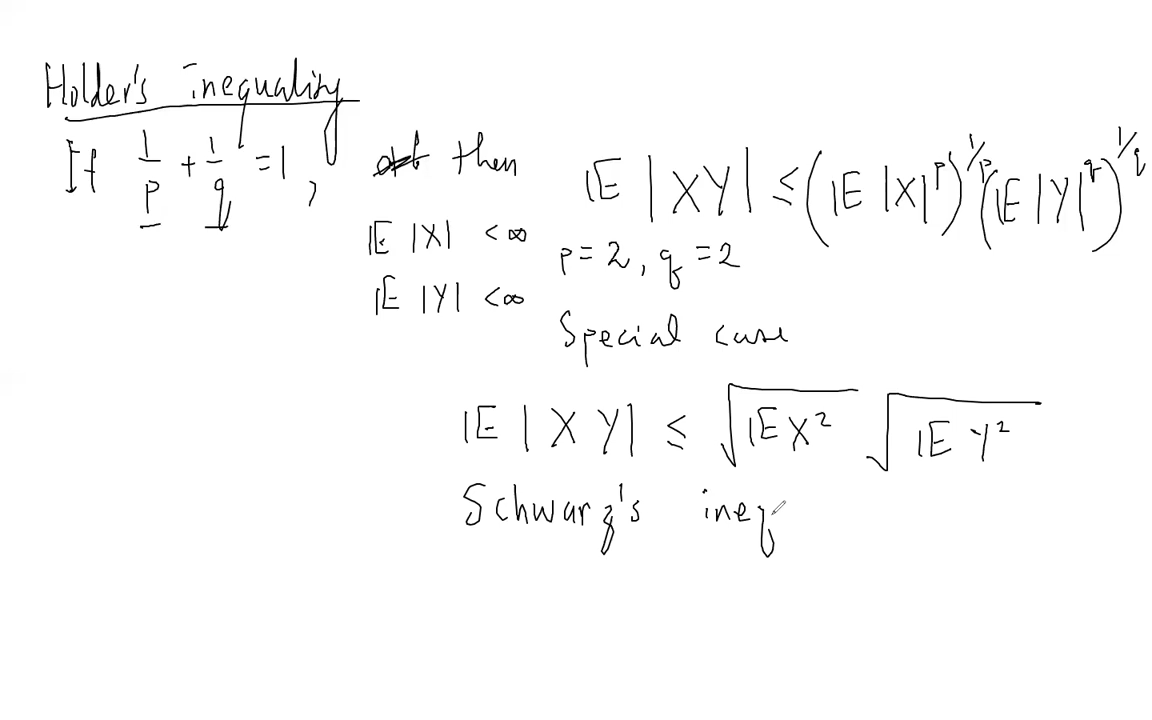 Holder's inequality
If 1/p + 1/q = 1, then 𝔼 |XY| ≤ (𝔼 |X|^p)^{1/p} (𝔼 |Y|^q)^{1/q}
𝔼 |X| < ∞
p = 2, q = 2
𝔼 |Y| < ∞
Special case
𝔼 |XY| ≤ √(𝔼X²) √(𝔼Y²)
Schwarz's ineq